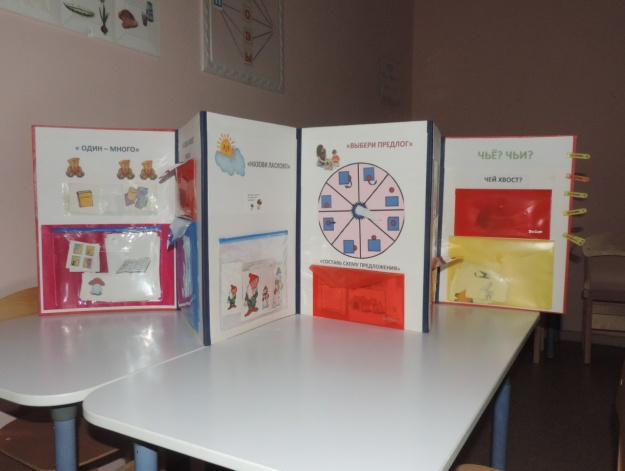 « ОДИН – МНОГО»
«НАЗОВИ ЛАСКОВО»
«ВЫБЕРИ ПРЕДЛОГ»
«СОСТАВЬ СХЕМУ ПРЕДЛОЖЕНИЯ»
ЧЬЁ? ЧЬИ?
ЧЕЙ ХВОСТ?